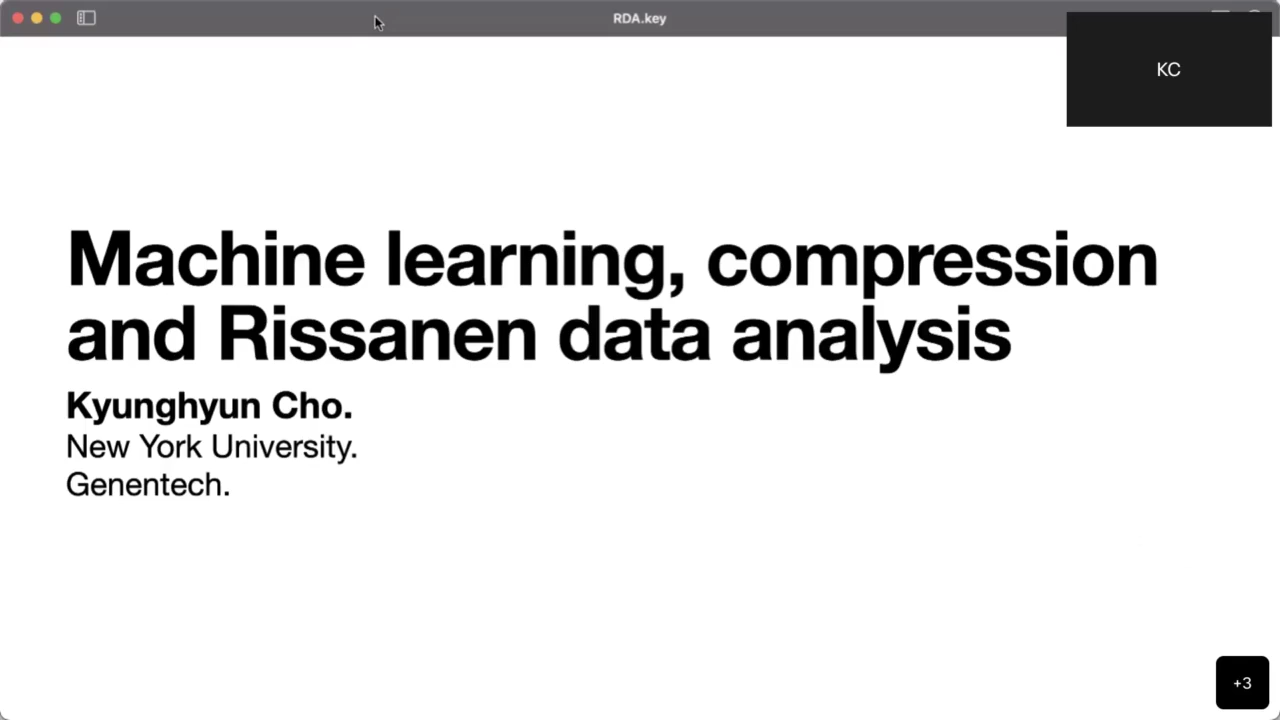 RDA.key
KC
Machine learning, compression
and Rissanen data analysis
Kyunghyun Cho.
New York University.
Genentech.
+3